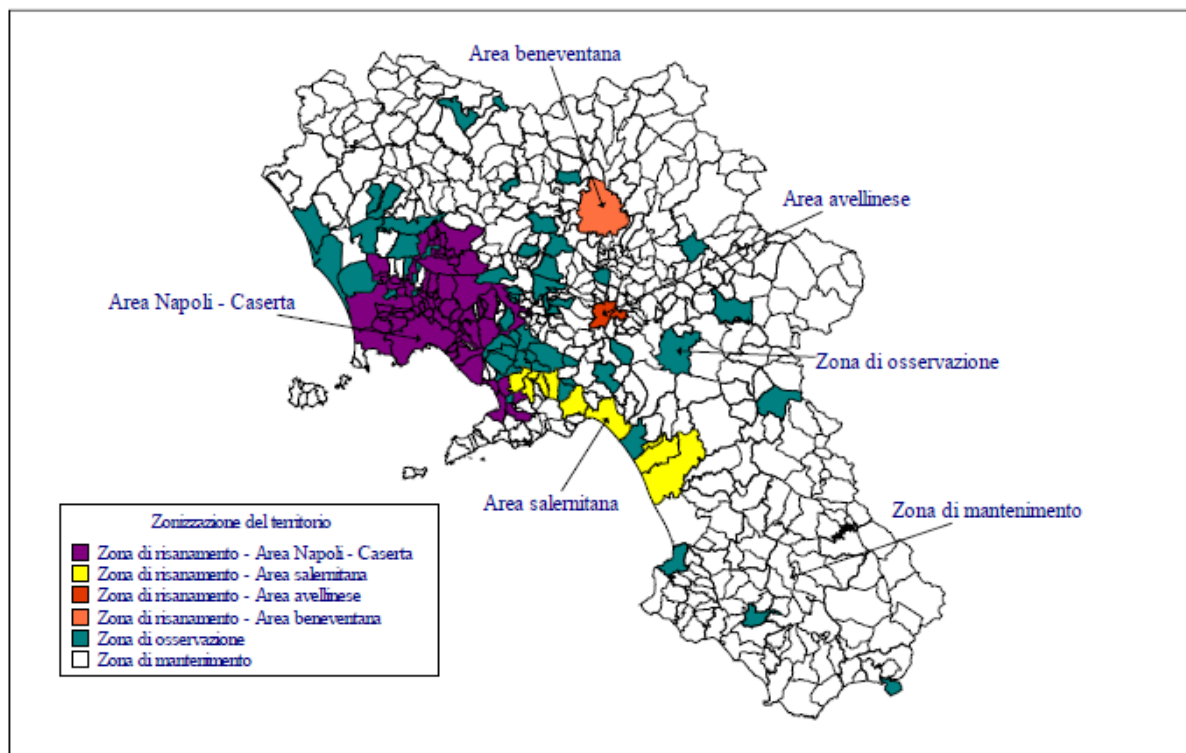 Area beneventana
Area avellinese
Area Napoli - Caserta
Zona di osservazione
Area salernitana
Zona di mantenimento
Zonizzazione del territorio
Zona di risanamento - Area Napoli - Caserta
Zona di risanamento - Area salernitana
Zona di risanamento - Area avellinese
Zona di risanamento - Area beneventana
Zona di osservazione
Zona di mantenimento